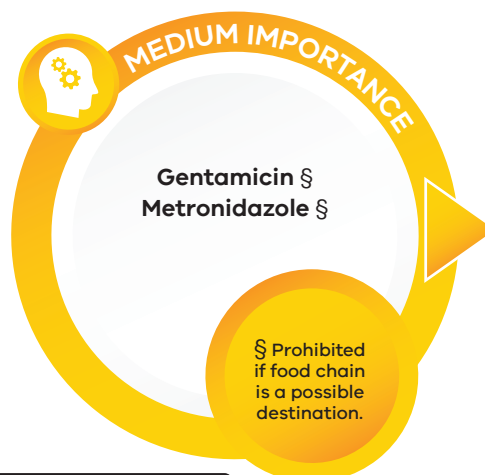 MEDIUM IMPORTANCE
Gentamicin §
Metronidazole §
§ Prohibited
if food chain
is a possible
destination.